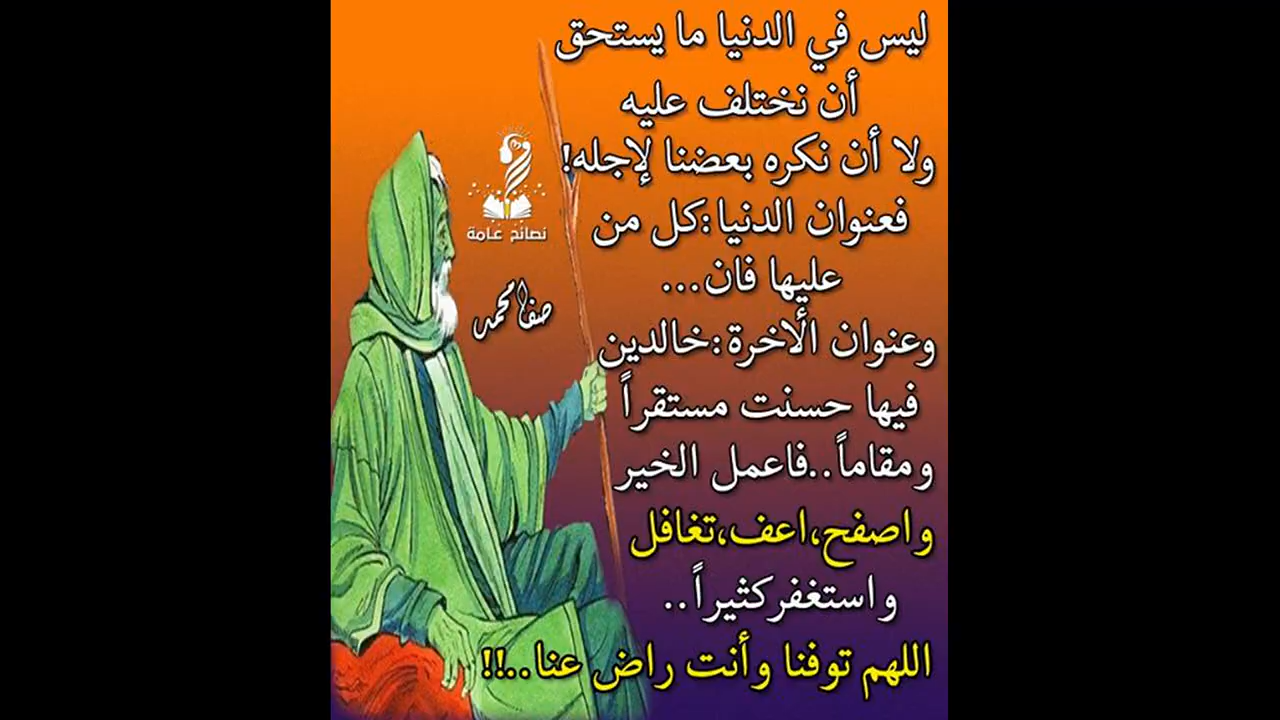 ليس في الدنيا ما يستحق
أن نختلف عليه
ولا أن نكره بعضنا لإجله!
فعنوان الدنيا:كل من
عليها فان...
وعنوان الأخرة:خالدين
فيها حسنت مستقراً
ومقاماً..فاعمل الخير
واصفح،اعف،تغافل
واستغفركثيراً..
اللهم توفنا وأنت راض عنا..!!
نصائح عامة
صفا محمد